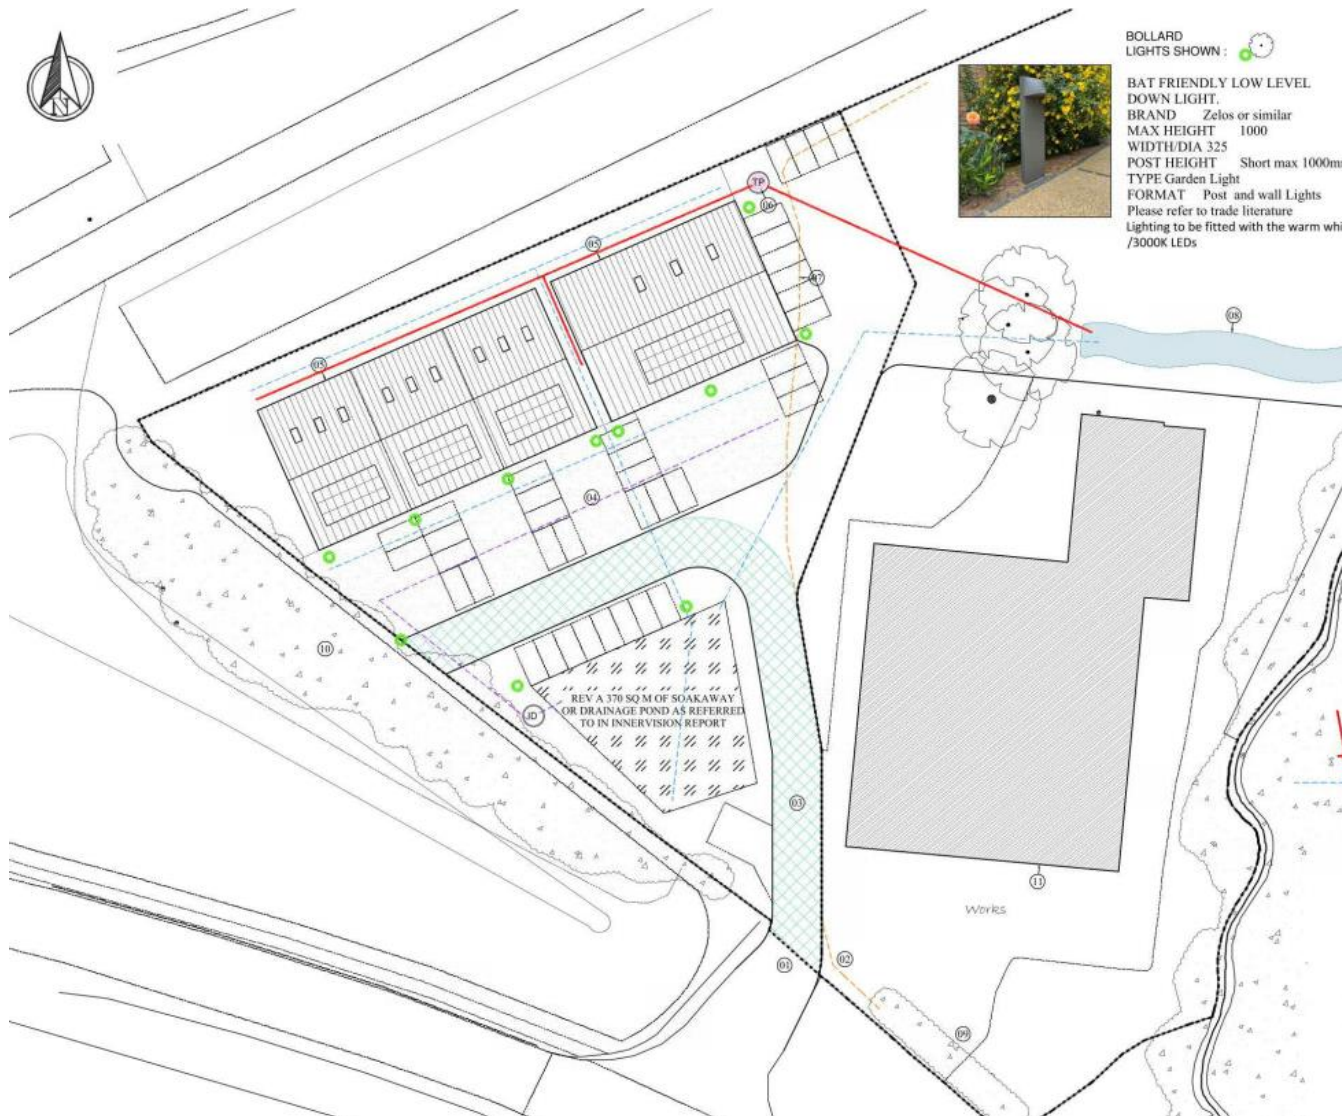 N
BOLLARD
LIGHTS SHOWN :
BAT FRIENDLY LOW LEVEL
DOWN LIGHT.
BRAND Zelos or similar
MAX HEIGHT 1000
WIDTH/DIA 325
POST HEIGHT Short max 1000m
TYPE Garden Light
FORMAT Post and wall Lights
Please refer to trade literature
Lighting to be fitted with the warm whi
/3000K LEDs
TP
06
05
07
08
05
04
10
REV A 370 SQ M OF SOAKAWAY
OR DRAINAGE POND AS REFERRED
TO IN INNERVISION REPORT
03
11
Works
01
02
09